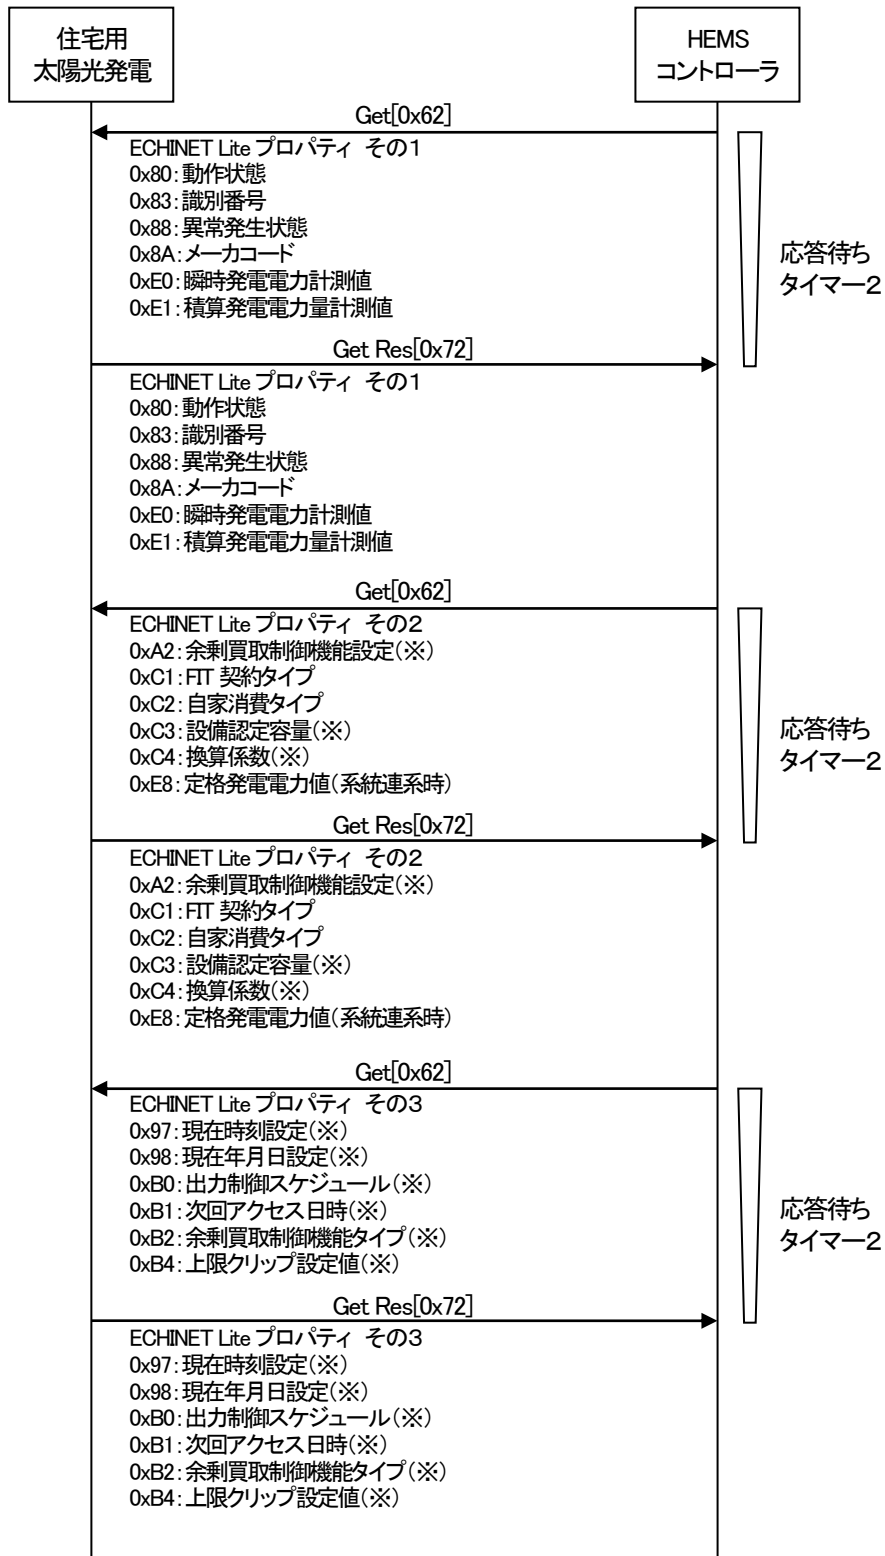 住宅用
太陽光発電
HEMS
コントローラ
Get[0x62]
ECHINET Lite プロパティ その1
0x80：動作状態
0x83：識別番号
0x88：異常発生状態
0x8A：メーカコード
0xE0：瞬時発電電力計測値
0xE1：積算発電電力量計測値
応答待ち
タイマー2
Get Res[0x72]
ECHINET Lite プロパティ その1
0x80：動作状態
0x83：識別番号
0x88：異常発生状態
0x8A：メーカコード
0xE0：瞬時発電電力計測値
0xE1：積算発電電力量計測値
Get[0x62]
ECHINET Lite プロパティ その2
0xA2：余剰買取制御機能設定（※）
0xC1：FIT 契約タイプ
0xC2：自家消費タイプ
0xC3：設備認定容量（※）
0xC4：換算係数（※）
0xE8：定格発電電力値（系統連系時）
応答待ち
タイマー2
Get Res[0x72]
ECHINET Lite プロパティ その2
0xA2：余剰買取制御機能設定（※）
0xC1：FIT 契約タイプ
0xC2：自家消費タイプ
0xC3：設備認定容量（※）
0xC4：換算係数（※）
0xE8：定格発電電力値（系統連系時）
Get[0x62]
ECHINET Lite プロパティ その3
0x97：現在時刻設定（※）
0x98：現在年月日設定（※）
0xB0：出力制御スケジュール（※）
0xB1：次回アクセス日時（※）
0xB2：余剰買取制御機能タイプ（※）
0xB4：上限クリップ設定値（※）
応答待ち
タイマー2
Get Res[0x72]
ECHINET Lite プロパティ その3
0x97：現在時刻設定（※）
0x98：現在年月日設定（※）
0xB0：出力制御スケジュール（※）
0xB1：次回アクセス日時（※）
0xB2：余剰買取制御機能タイプ（※）
0xB4：上限クリップ設定値（※）